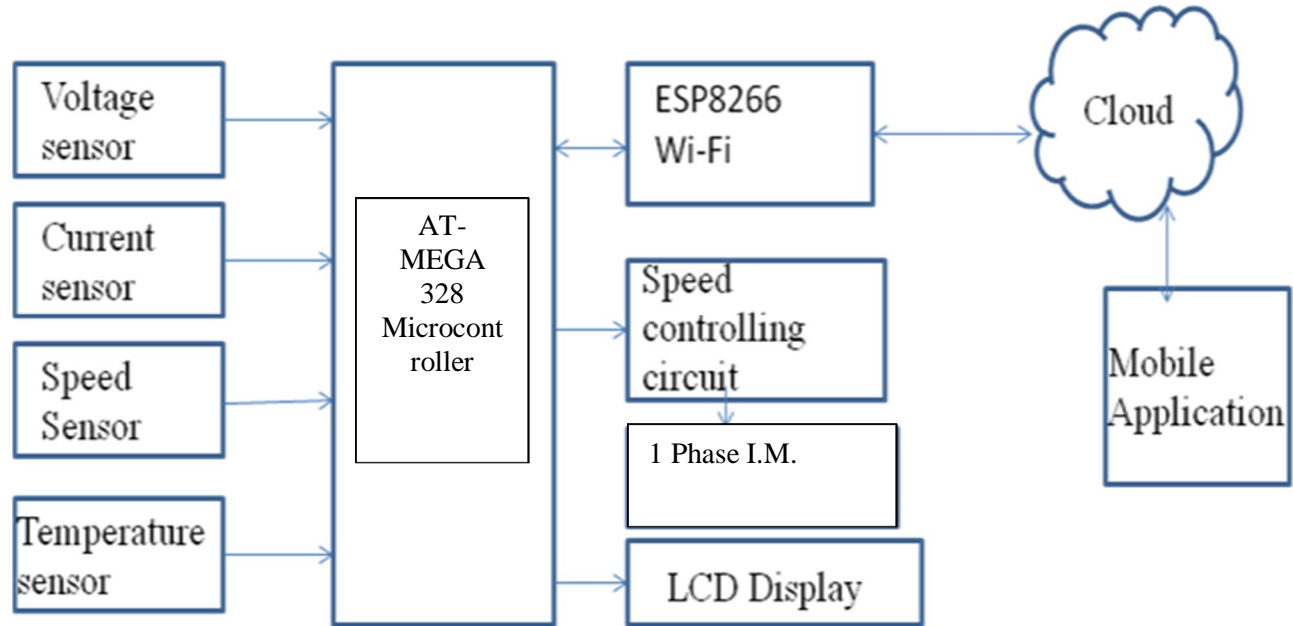 Voltage
sensor
Current
sensor
Speed
Sensor
Temperature
sensor
AT-
MEGA
328
Microcont
roller
ESP8266
Wi-Fi
Speed
controlling
circuit
1 Phase I.M.
LCD Display
Cloud
Mobile
Application